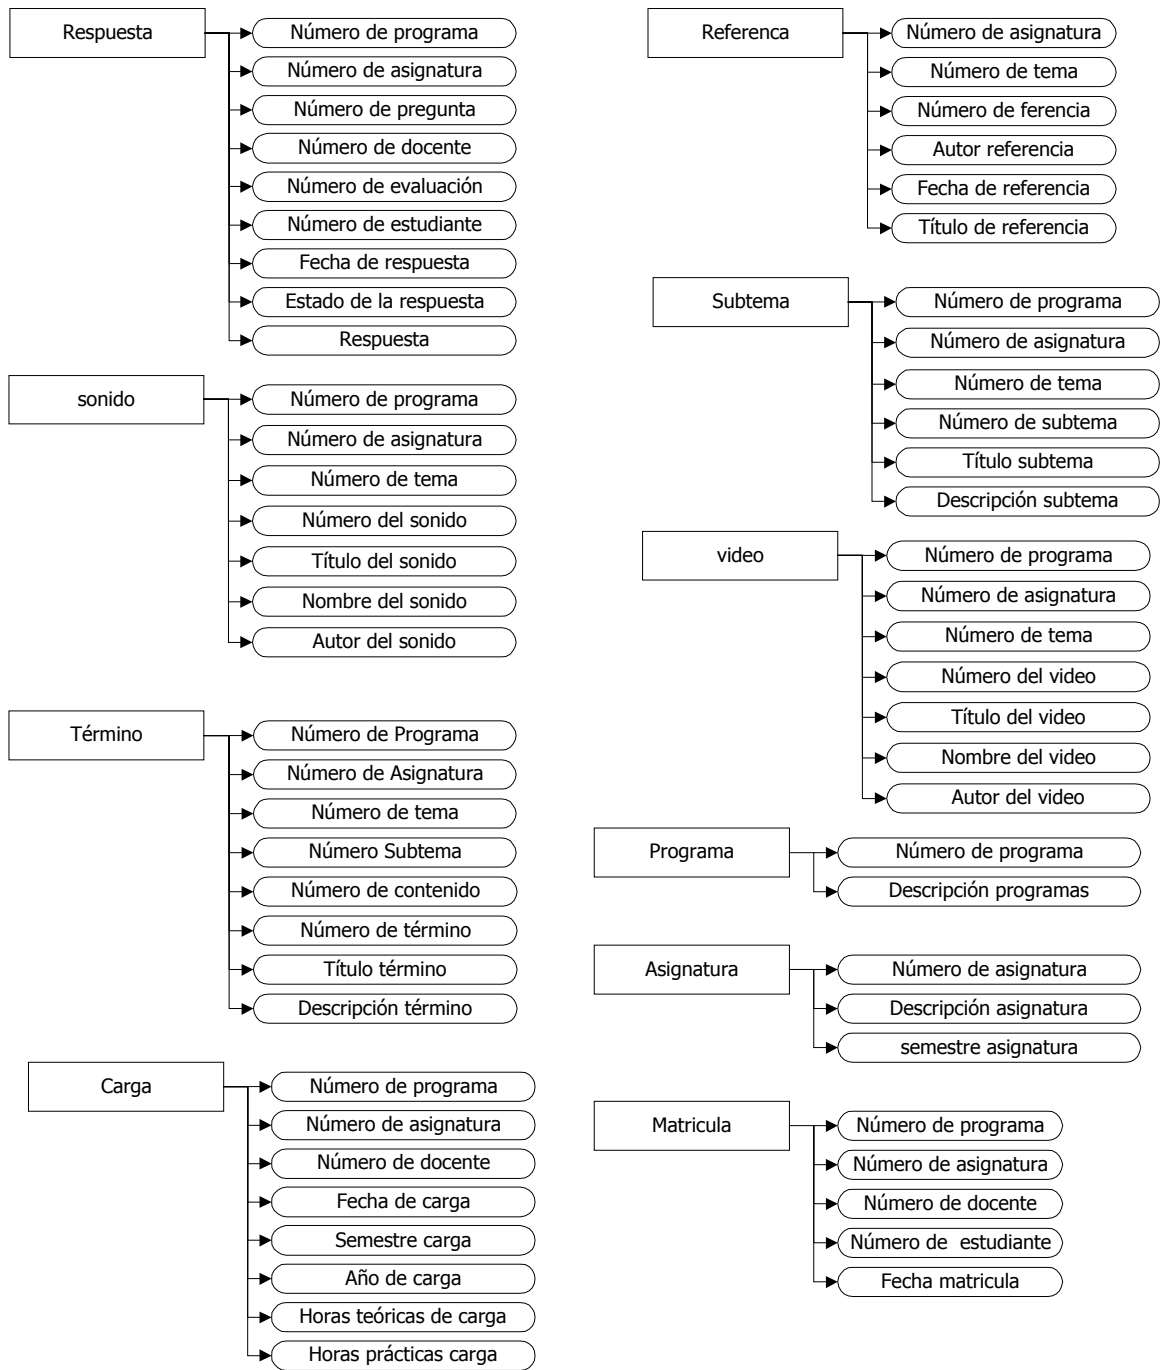 Respuesta
Número de programa
Número de asignatura
Número de pregunta
Número de docente
Número de evaluación
Número de estudiante
Fecha de respuesta
Estado de la respuesta
Respuesta
sonido
Número de programa
Número de asignatura
Número de tema
Número del sonido
Título del sonido
Nombre del sonido
Autor del sonido
Término
Número de Programa
Número de Asignatura
Número de tema
Número Subtema
Número de contenido
Número de término
Título término
Descripción término
Carga
Número de programa
Número de asignatura
Número de docente
Fecha de carga
Semestre carga
Año de carga
Horas teóricas de carga
Horas prácticas carga
Referenca
Número de asignatura
Número de tema
Número de ferencia
Autor referencia
Fecha de referencia
Título de referencia
Subtema
Número de programa
Número de asignatura
Número de tema
Número de subtema
Título subtema
Descripción subtema
video
Número de programa
Número de asignatura
Número de tema
Número del video
Título del video
Nombre del video
Autor del video
Programa
Número de programa
Descripción programas
Asignatura
Número de asignatura
Descripción asignatura
semestre asignatura
Matricula
Número de programa
Número de asignatura
Número de docente
Número de  estudiante
Fecha matricula